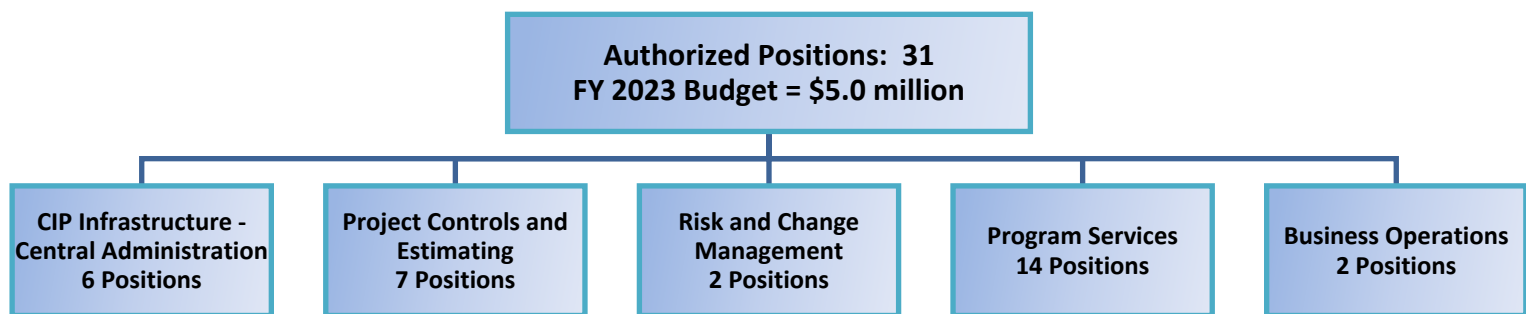 Authorized Positions: 31
FY 2023 Budget = $5.0 million
CIP Infrastructure -
Central Administration
6 Positions
Project Controls and
Estimating
7 Positions
Risk and Change
Management
2 Positions
Program Services
14 Positions
Business Operations
2 Positions